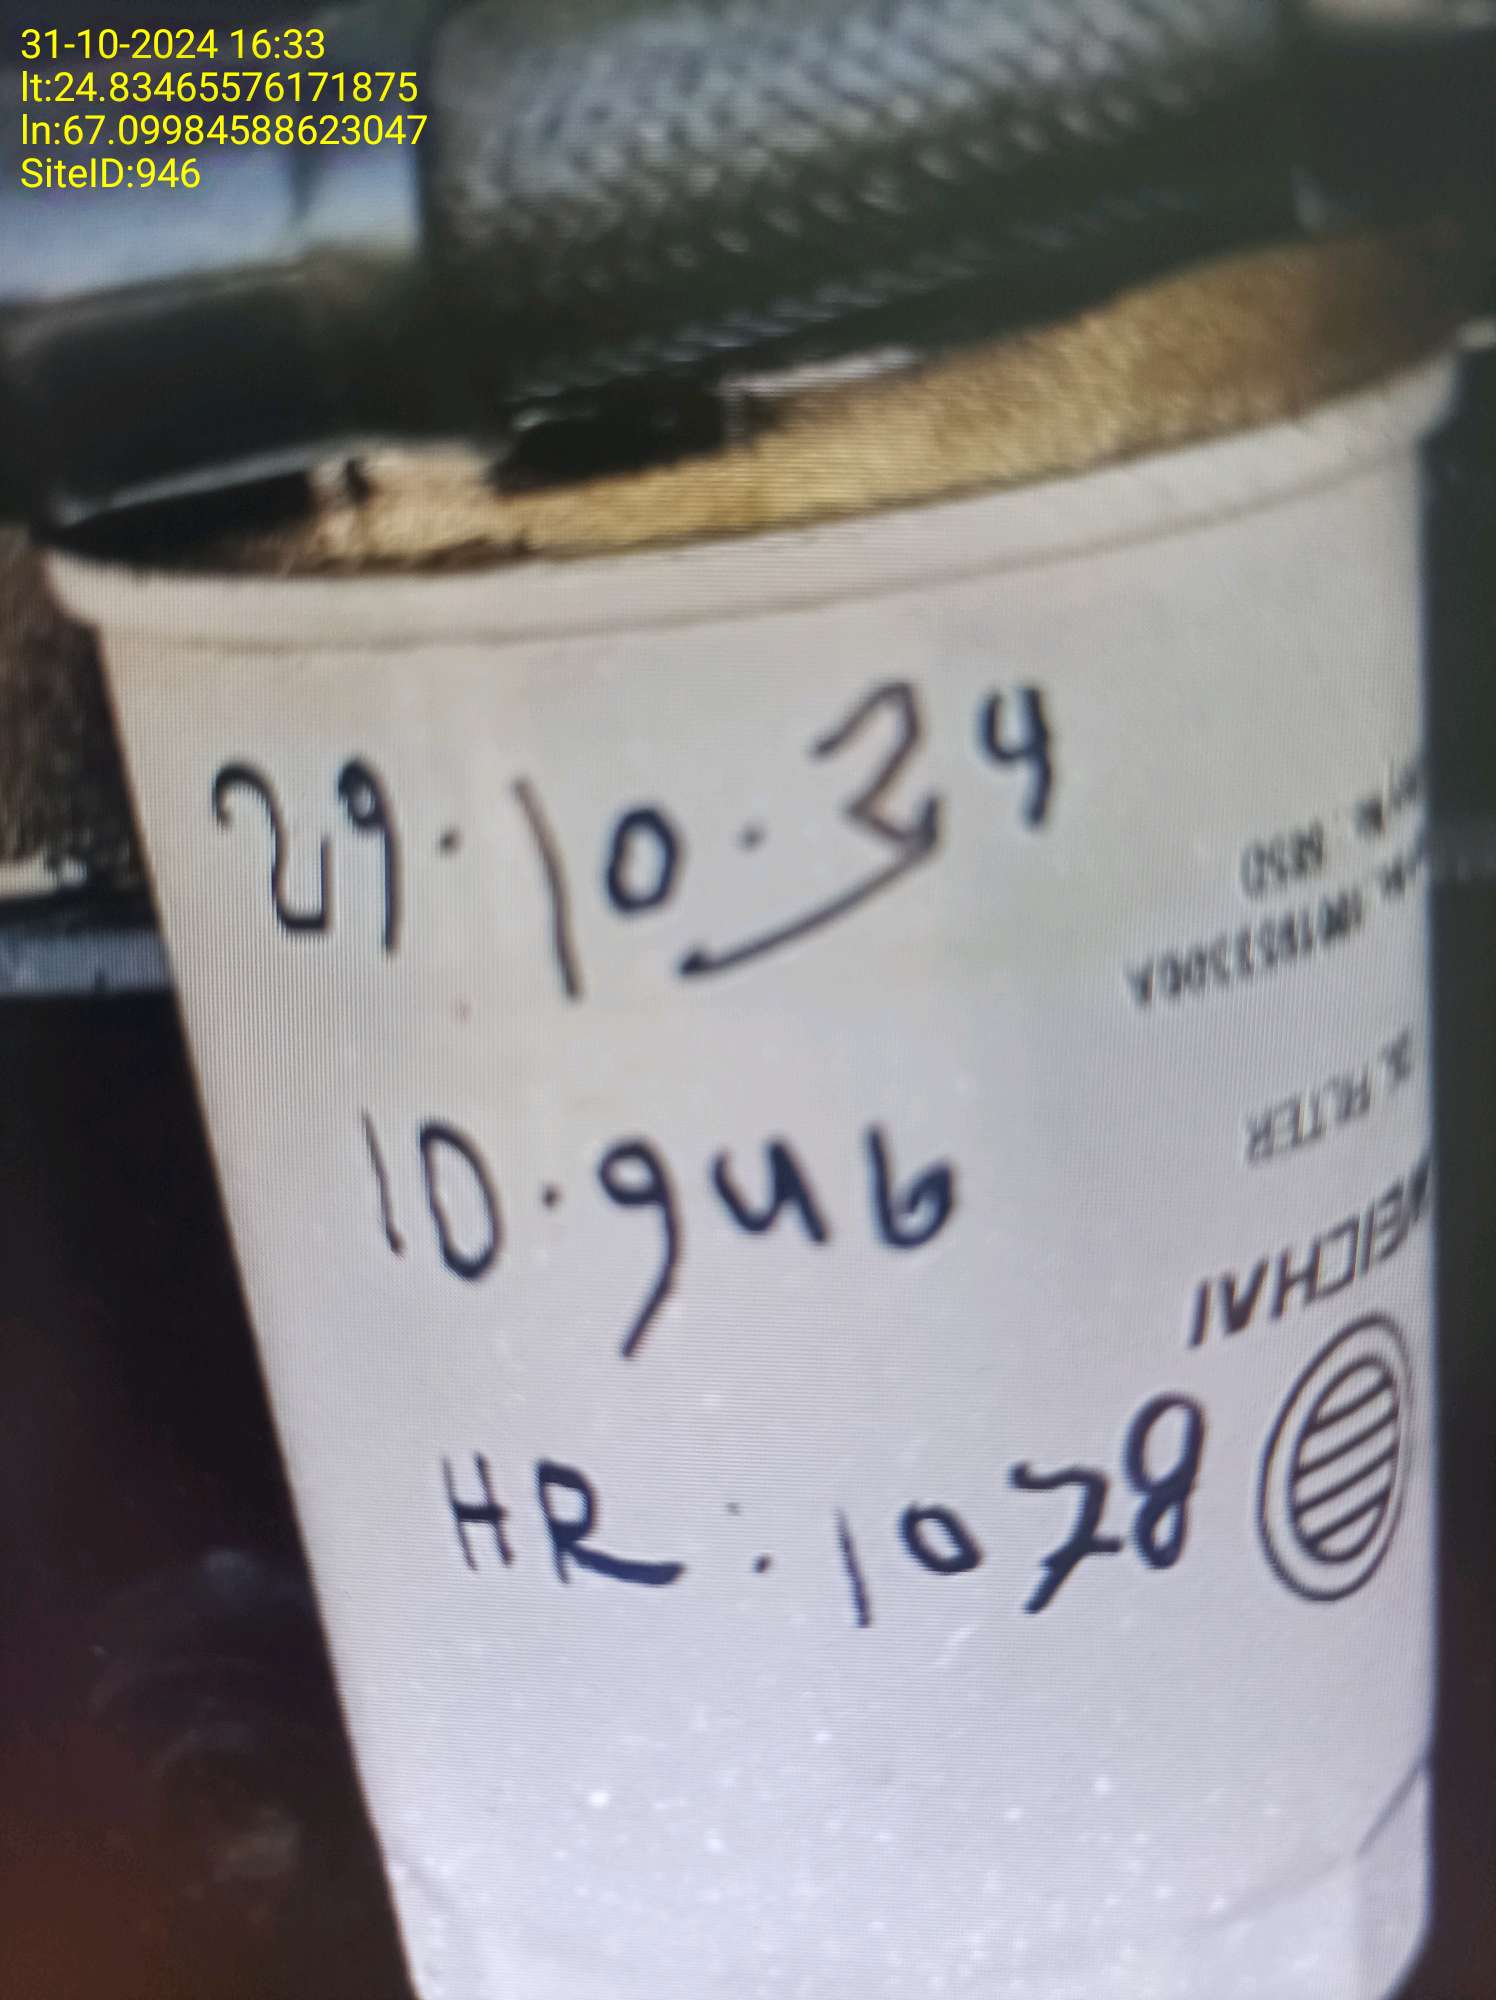 31-10-2024 16:33
lt:24.83465576171875
ln:67.09984588623047
SiteID:946
29.10.24
10.946
HR:1078
WEICHAI